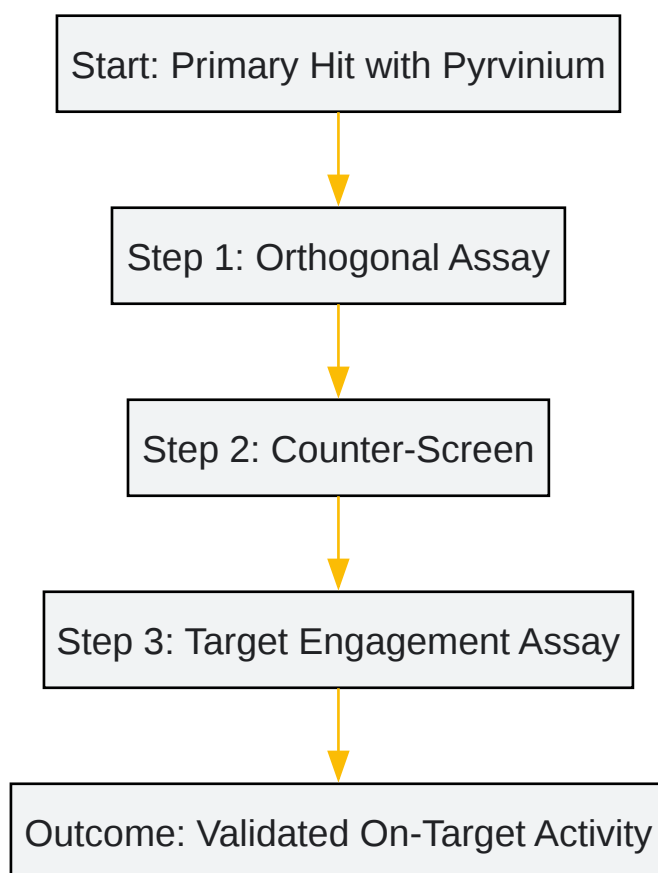 Start: Primary Hit with Pyrvinium
Step 1: Orthogonal Assay
Step 2: Counter-Screen
Step 3: Target Engagement Assay
Outcome: Validated On-Target Activity